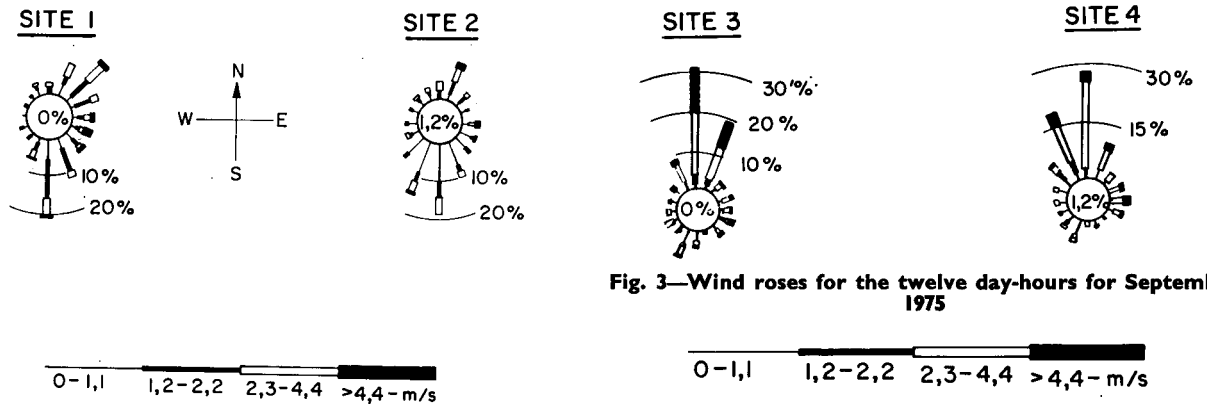 SITE 1
SITE 2
SITE 3
SITE 4
0%
10%
20%
N
W
E
S
1,2%
10%
20%
0%
30%
20%
10%
1,2%
30%
15%
Fig. 3—Wind roses for the twelve day-hours for Septem
1975
0-1,1
1,2-2,2
2,3-4,4
>4,4-m/s
0-1,1
1,2-2,2
2,3-4,4
>4,4-m/s